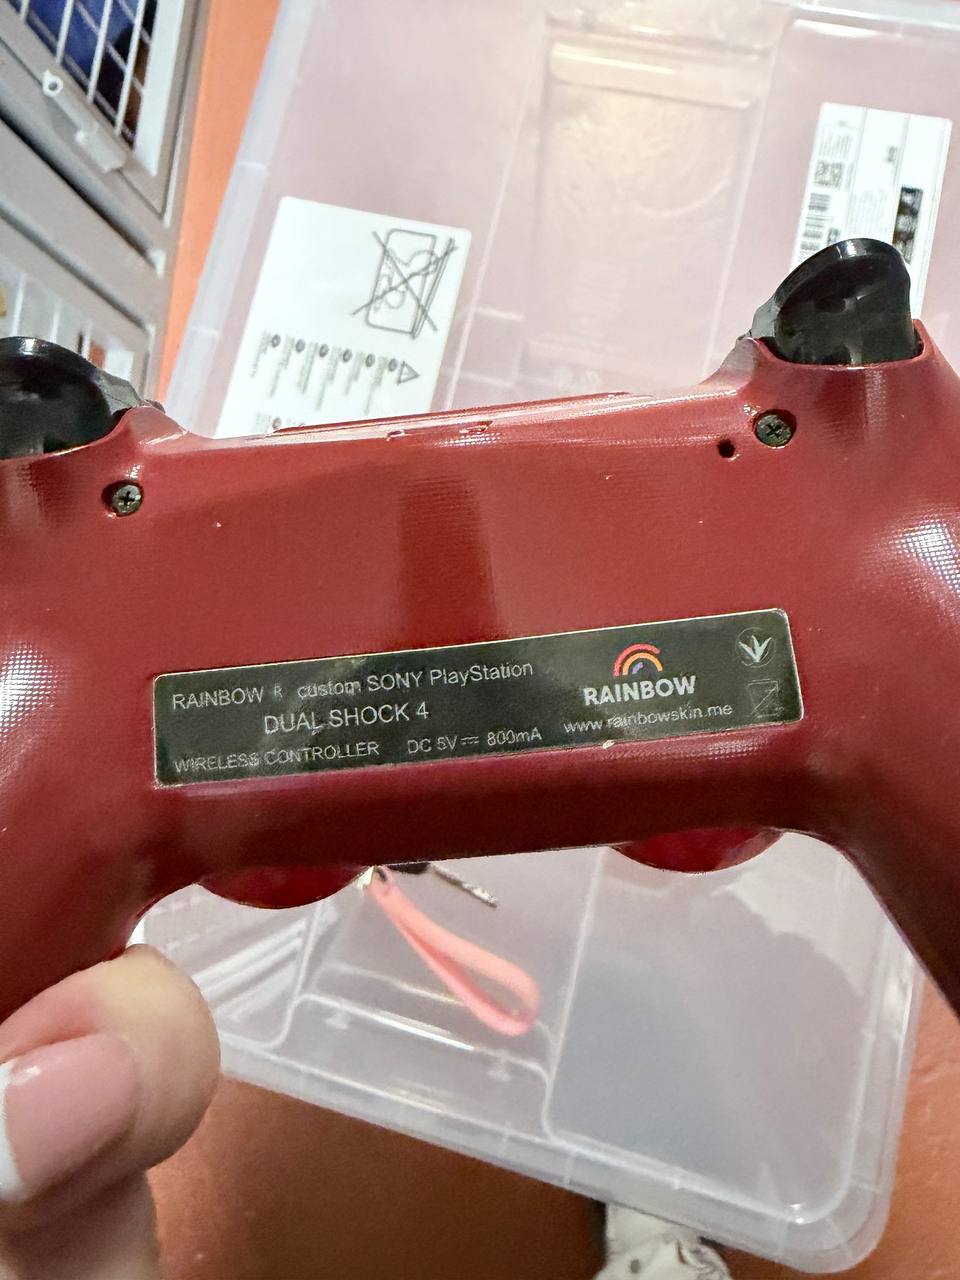 RAINBOW R custom SONY PlayStation
DUAL SHOCK 4
WIRELESS CONTROLLER DC 5V⎓ 800mA
RAINBOW
www.rainbowskin.me